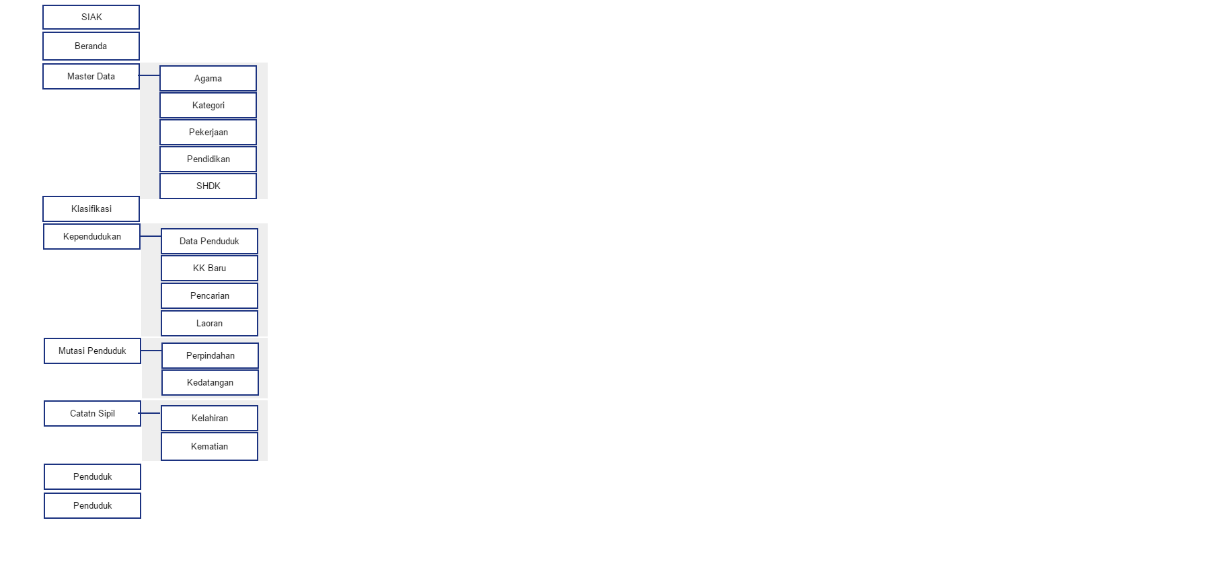 SIAK
Beranda
Master Data
Agama
Kategori
Pekerjaan
Pendidikan
SHDK
Klasifikasi
Kependudukan
Data Penduduk
KK Baru
Pencarian
Laoran
Mutasi Penduduk
Perpindahan
Kedatangan
Catatn Sipil
Kelahiran
Kematian
Penduduk
Penduduk